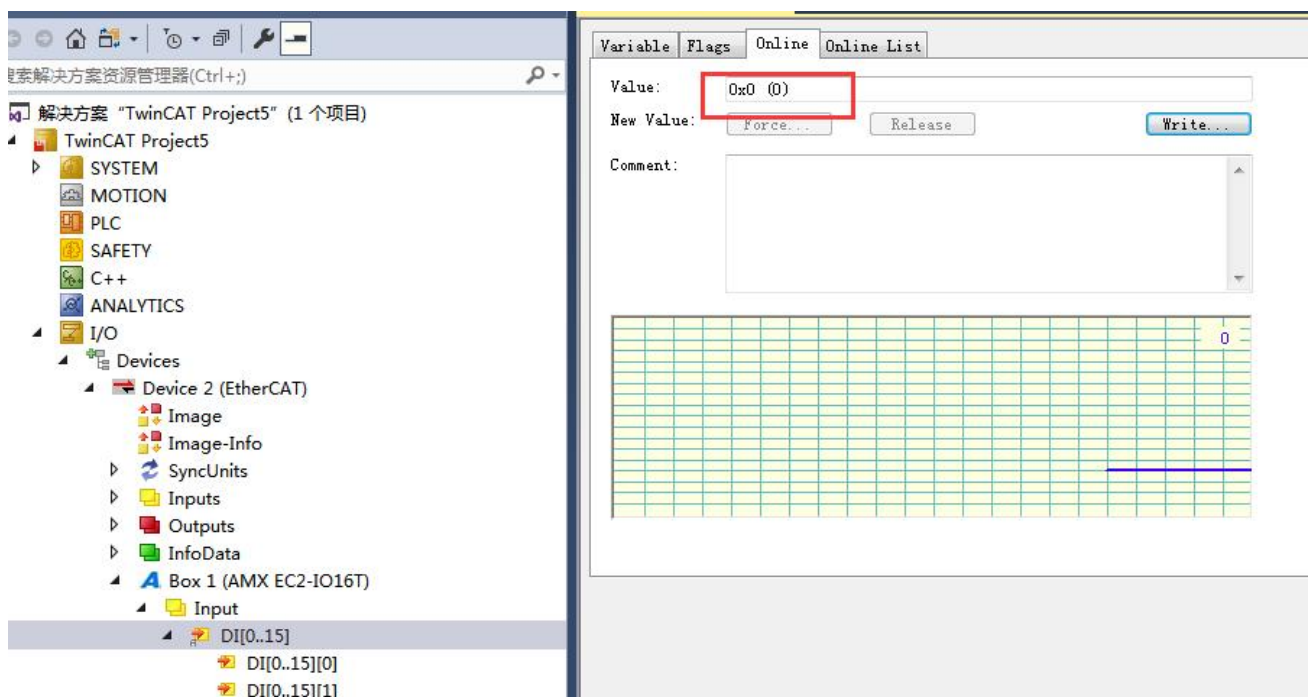 搜索解决方案资源管理器(Ctrl+;)
解决方案 "TwinCAT Project5" (1 个项目)
TwinCAT Project5
SYSTEM
MOTION
PLC
SAFETY
C++
ANALYTICS
I/O
Devices
Device 2 (EtherCAT)
Image
Image-Info
SyncUnits
Inputs
Outputs
InfoData
Box 1 (AMX EC2-IO16T)
Input
DI[0..15]
DI[0..15][0]
DI[0..15][1]
Variable Flags Online Online List
Value: 0x0 (0)
New Value: Force... Release Write...
Comment:
0